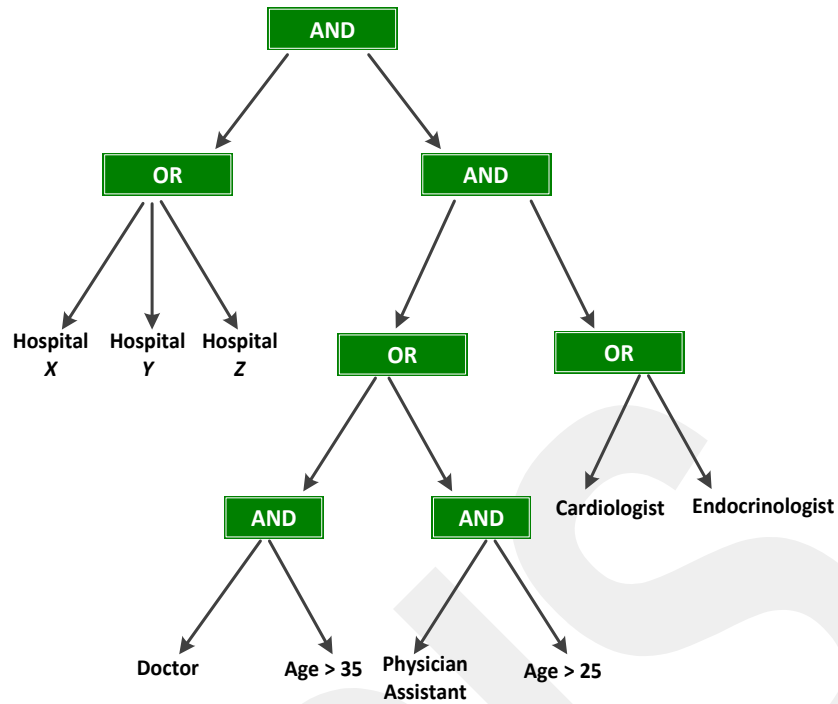 AND
OR
AND
Hospital Hospital Hospital
X Y Z
OR
OR
AND
AND
Cardiologist
Endocrinologist
Doctor
Age > 35
Physician
Assistant
Age > 25